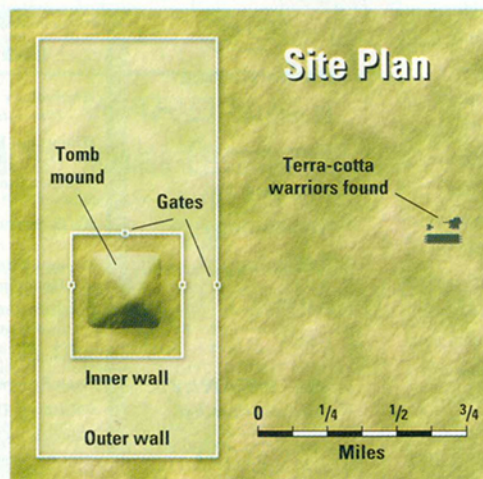 Site Plan
Tomb
mound
Gates
Terra-cotta
warriors found
Inner wall
Outer wall
0 1/4 1/2 3/4
Miles